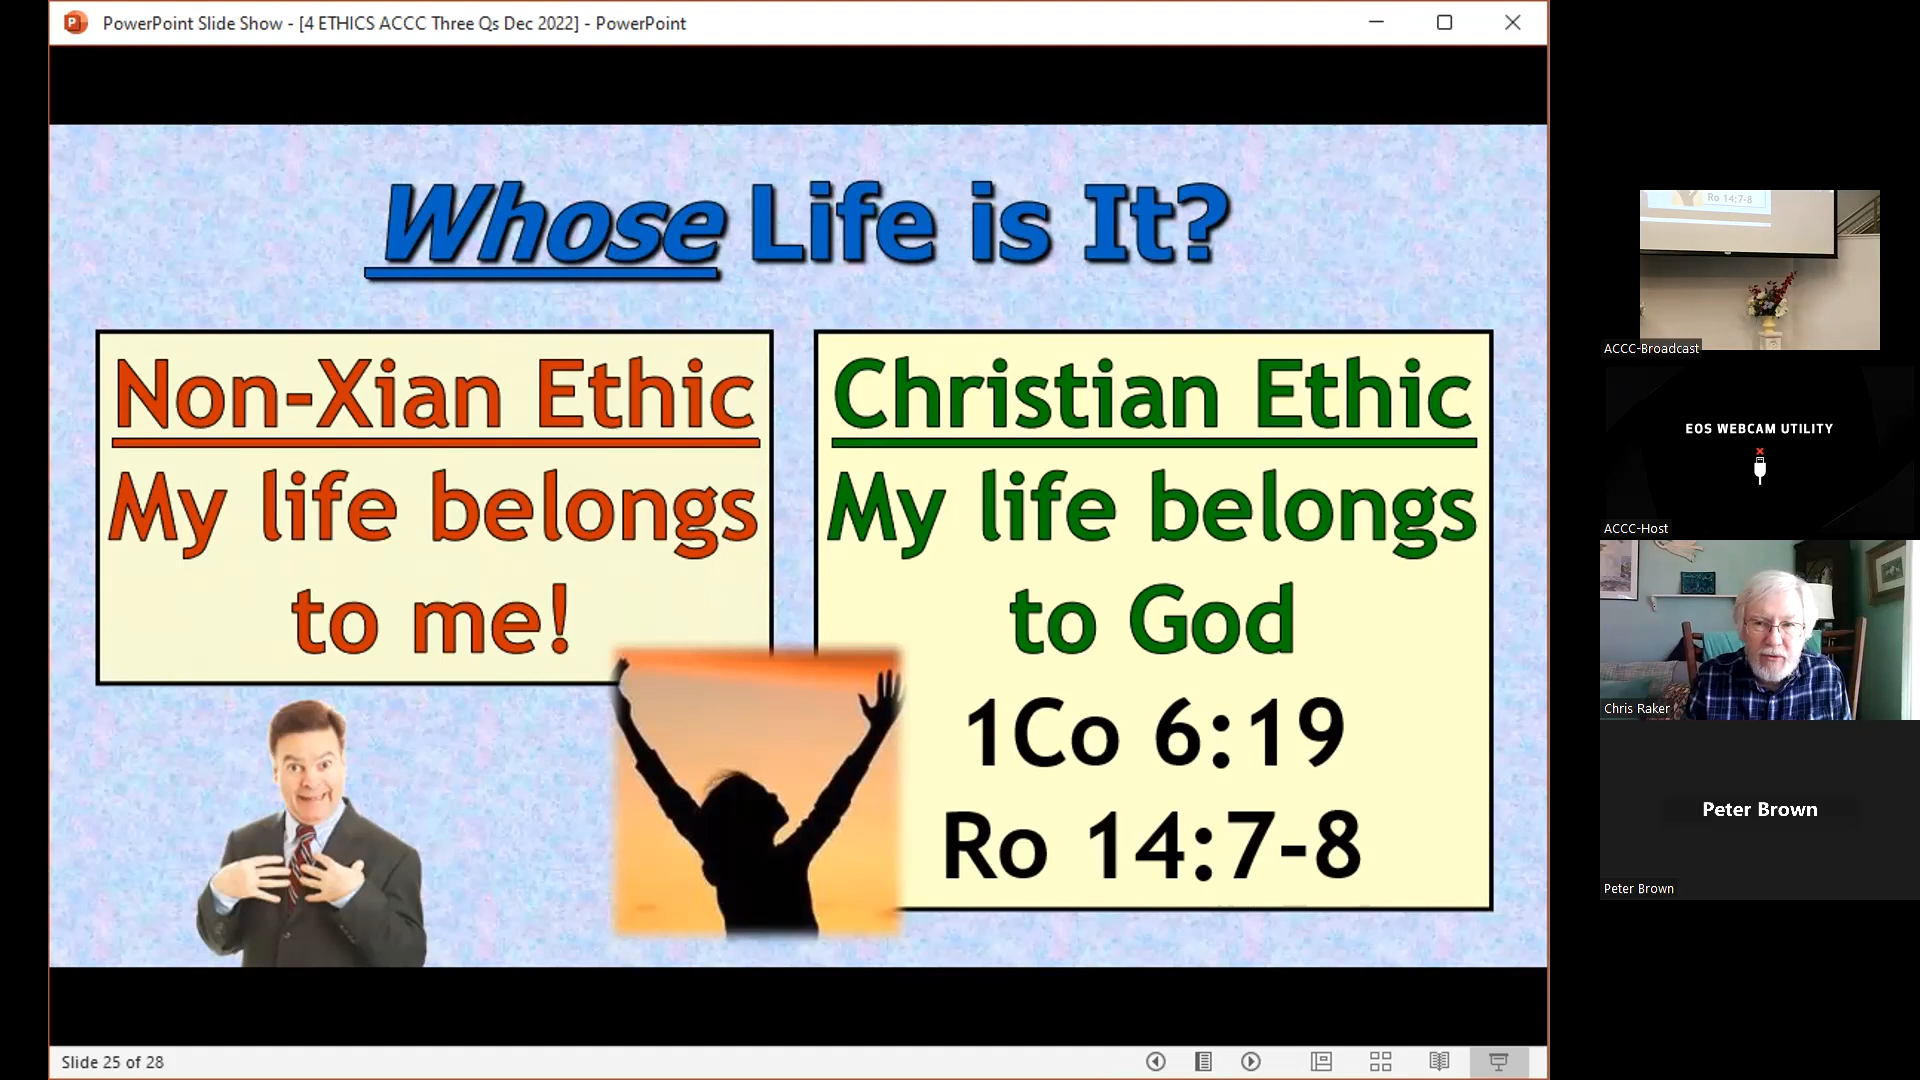 PowerPoint Slide Show - [4 ETHICS ACCC Three Qs Dec 2022] - PowerPoint
Whose Life is It?
Non-Xian Ethic
My life belongs
to me!
Christian Ethic
My life belongs
to God
1Co 6:19
Ro 14:7-8
Slide 25 of 28
Ro 14:7-8
ACCC-Broadcast
EOS WEBCAM UTILITY
ACCC-Host
Chris Raker
Peter Brown
Peter Brown